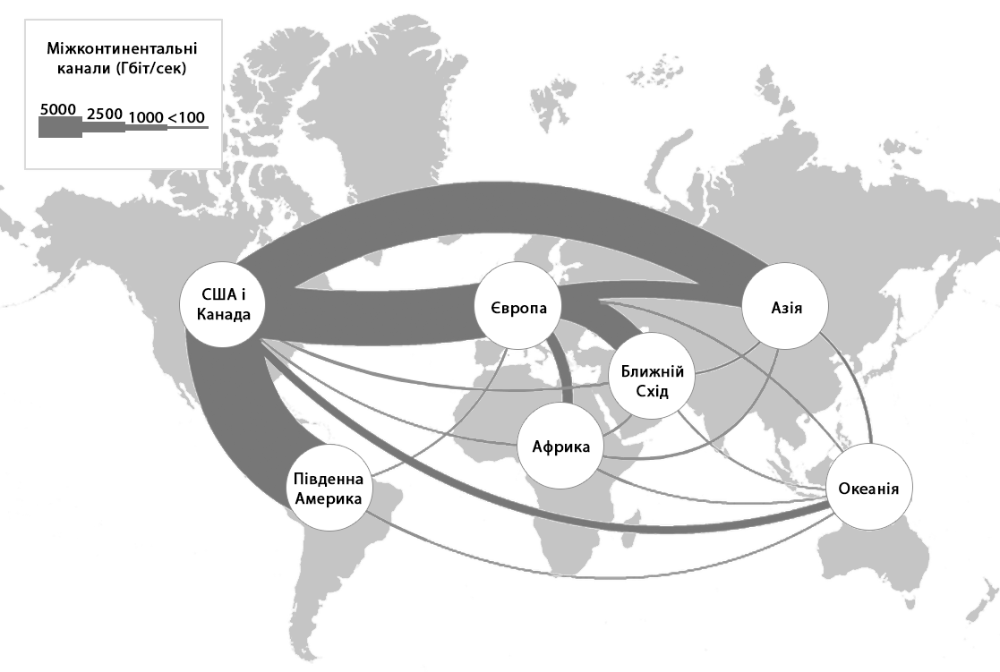 Міжконтинентальні
канали (Гбіт/сек)
5000 2500 1000 <100
США і
Канада
Європа
Азія
Ближній
Схід
Африка
Південна
Америка
Океанія